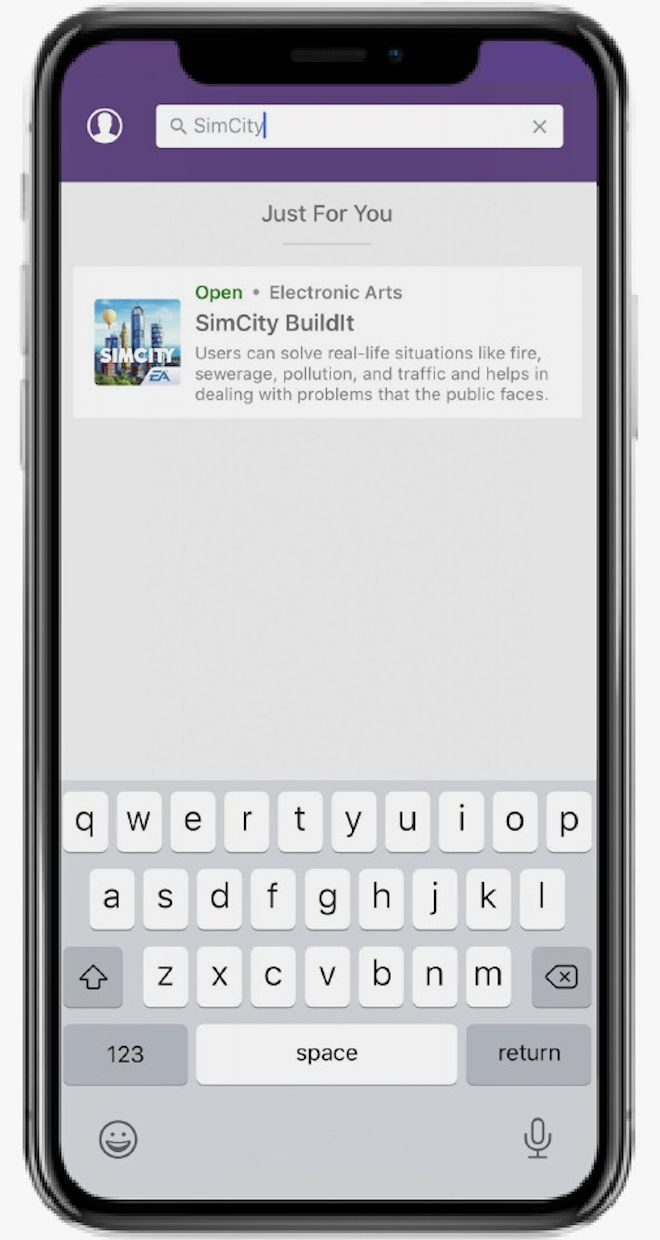 SimCity
Just For You
Open • Electronic Arts
SimCity BuildIt
SIMCITY
EA
Users can solve real-life situations like fire,
sewerage, pollution, and traffic and helps in
dealing with problems that the public faces.
q w e r t y u i o p
a s d f g h j k l
z x c v b n m
123 space return